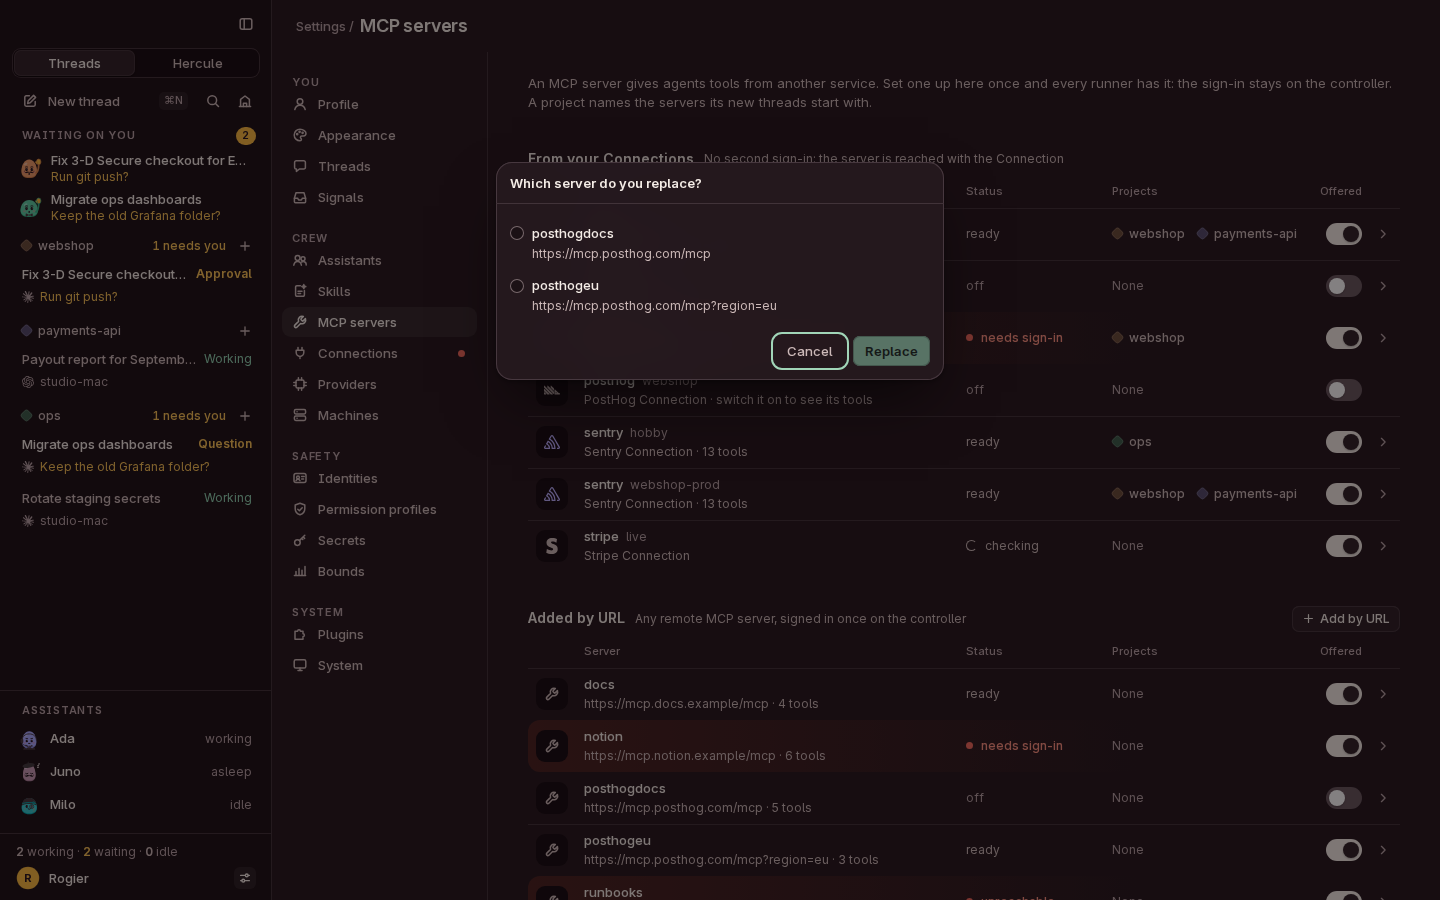 Threads
Hercule
New thread
⌘N
WAITING ON YOU
2
Fix 3-D Secure checkout for E…
Run git push?
Migrate ops dashboards
Keep the old Grafana folder?
webshop
1 needs you
Fix 3-D Secure checkout…
Approval
Run git push?
payments-api
Payout report for Septemb…
Working
studio-mac
ops
1 needs you
Migrate ops dashboards
Question
Keep the old Grafana folder?
Rotate staging secrets
Working
studio-mac
ASSISTANTS
Ada
working
Juno
asleep
Milo
idle
2 working · 2 waiting · 0 idle
R
Rogier
Settings /
MCP servers
YOU
Profile
Appearance
Threads
Signals
CREW
Assistants
Skills
MCP servers
Connections
Providers
Machines
SAFETY
Identities
Permission profiles
Secrets
Bounds
SYSTEM
Plugins
System
An MCP server gives agents tools from another service. Set one up here once and every runner has it: the sign-in stays on the controller.
A project names the servers its new threads start with.
From your Connections
No second sign-in: the server is reached with the Connection
Status
Projects
Offered
ready
webshop
payments-api
off
None
needs sign-in
webshop
posthog webshop
PostHog Connection · switch it on to see its tools
off
None
sentry hobby
Sentry Connection · 13 tools
ready
ops
sentry webshop-prod
Sentry Connection · 13 tools
ready
webshop
payments-api
stripe live
Stripe Connection
checking
None
Which server do you replace?
posthogdocs
https://mcp.posthog.com/mcp
posthogeu
https://mcp.posthog.com/mcp?region=eu
Cancel
Replace
Added by URL
Any remote MCP server, signed in once on the controller
Add by URL
Server
Status
Projects
Offered
docs
https://mcp.docs.example/mcp · 4 tools
ready
None
notion
https://mcp.notion.example/mcp · 6 tools
needs sign-in
None
posthogdocs
https://mcp.posthog.com/mcp · 5 tools
off
None
posthogeu
https://mcp.posthog.com/mcp?region=eu · 3 tools
ready
None
runbooks